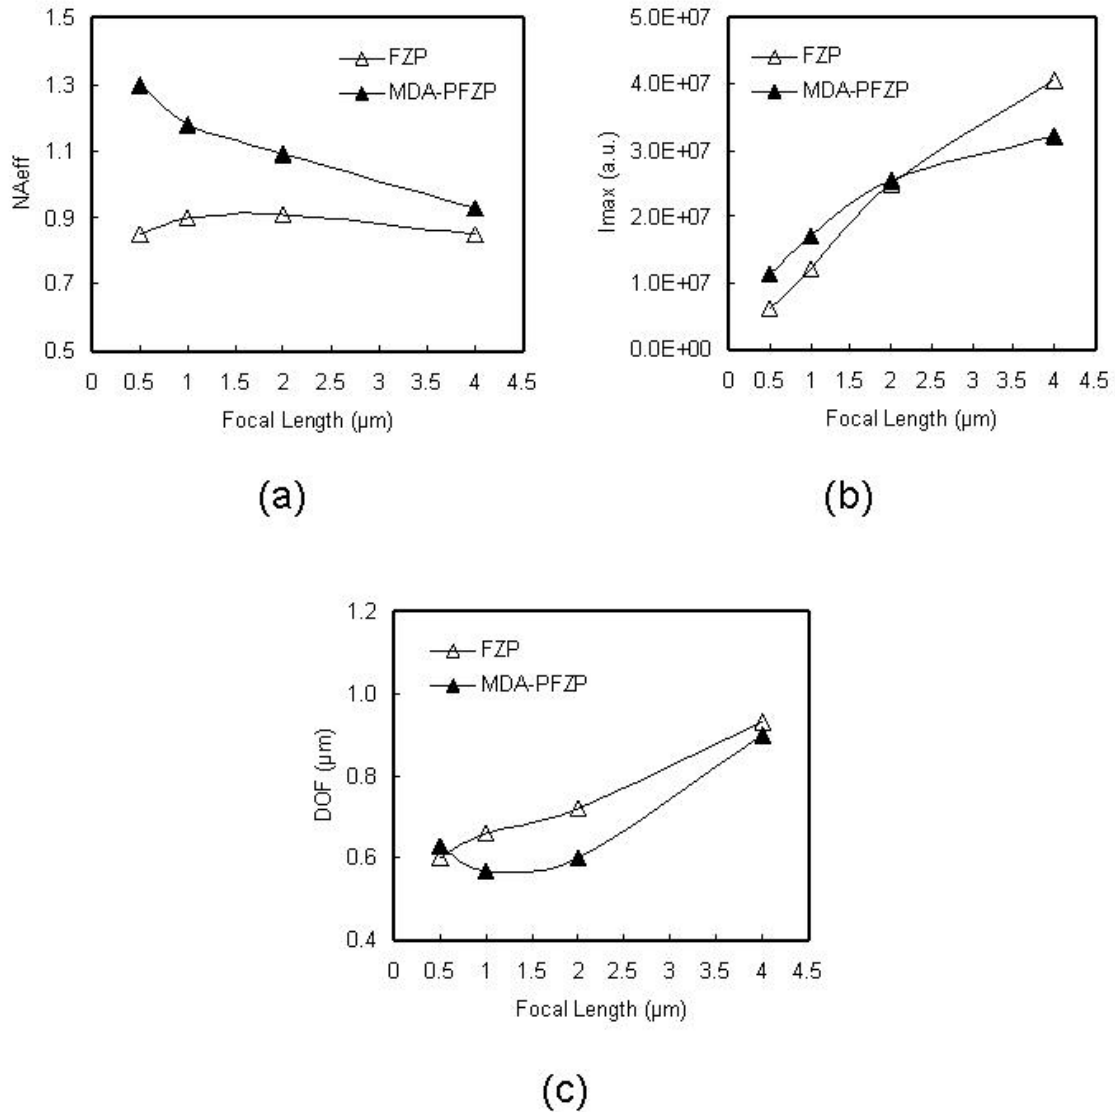 1.5
1.3
1.1
0.9
0.7
0.5
NAeff
FZP
MDA-PFZP
0 0.5 1 1.5 2 2.5 3 3.5 4 4.5
Focal Length (µm)
(a)
5.0E+07
4.0E+07
3.0E+07
2.0E+07
1.0E+07
0.0E+00
Imax (a.u.)
FZP
MDA-PFZP
0 0.5 1 1.5 2 2.5 3 3.5 4 4.5
Focal Length (µm)
(b)
1.2
1.0
0.8
0.6
0.4
DOF (µm)
FZP
MDA-PFZP
0 0.5 1 1.5 2 2.5 3 3.5 4 4.5
Focal Length (µm)
(c)